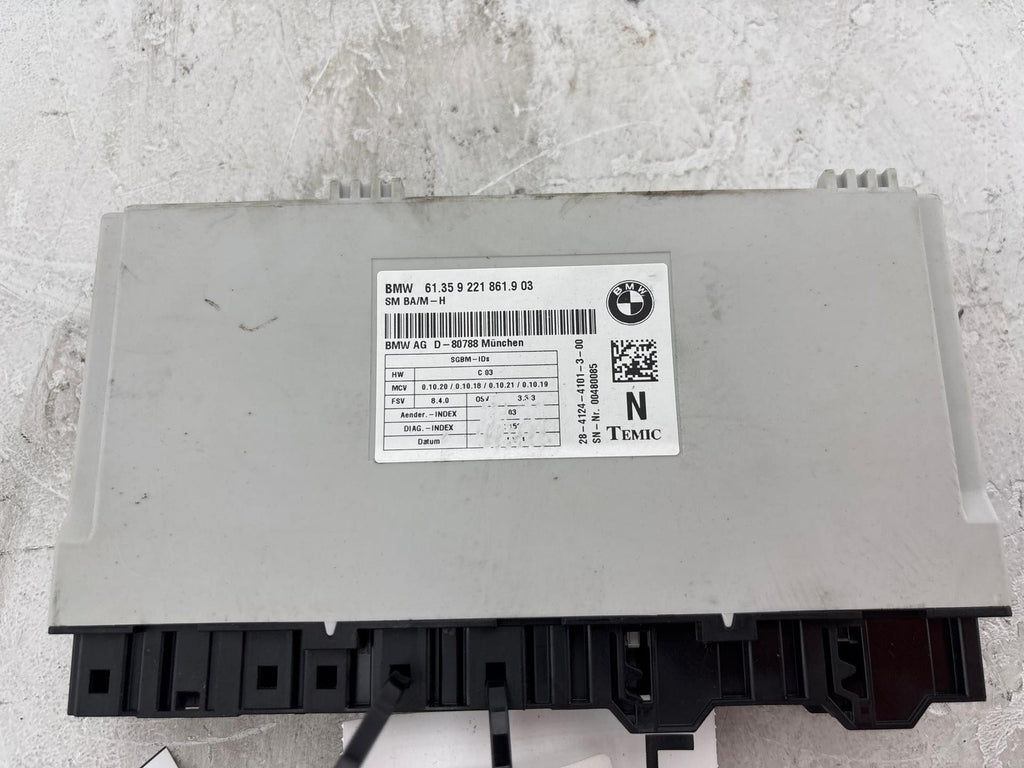 BMW 61.35 9 221 861.9 03
SM BA/M-H
BMW AG D-80788 München
SGBM-IDs
HW C 03
MCV 0.10.20 / 0.10.18 / 0.10.21 / 0.10.19
FSV 8.4.0
Aender.-INDEX 03
DIAG.-INDEX
Datum
BMW
N
TEMIC
28-4124-4101-3-00
SN-Nr. 00480085